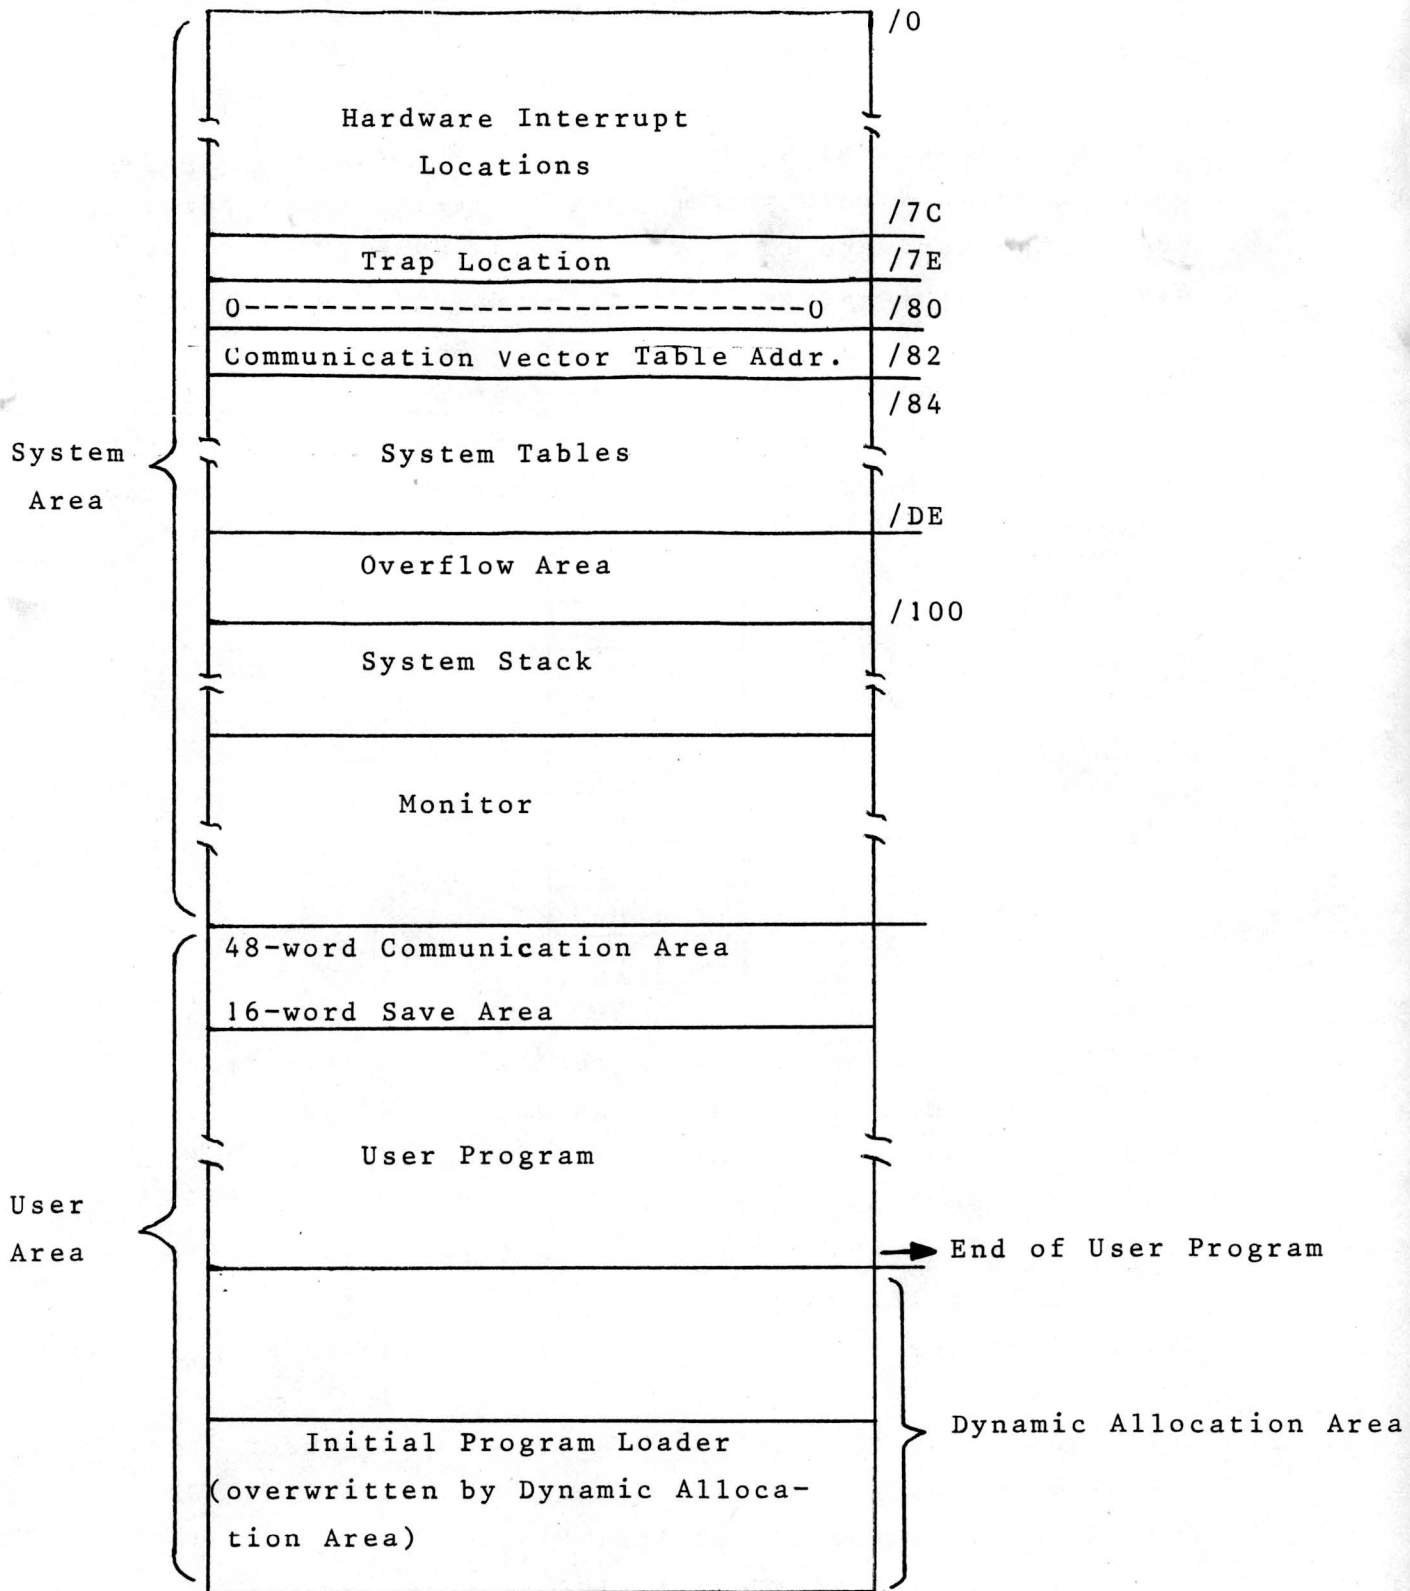 /0
Hardware Interrupt
Locations
/7C
Trap Location /7E
0------------------------------0 /80
Communication Vector Table Addr. /82
/84
System
Area
System Tables
/DE
Overflow Area
/100
System Stack
Monitor
48-word Communication Area
16-word Save Area
User Program
User
Area
End of User Program
Dynamic Allocation Area
Initial Program Loader
(overwritten by Dynamic Alloca-
tion Area)